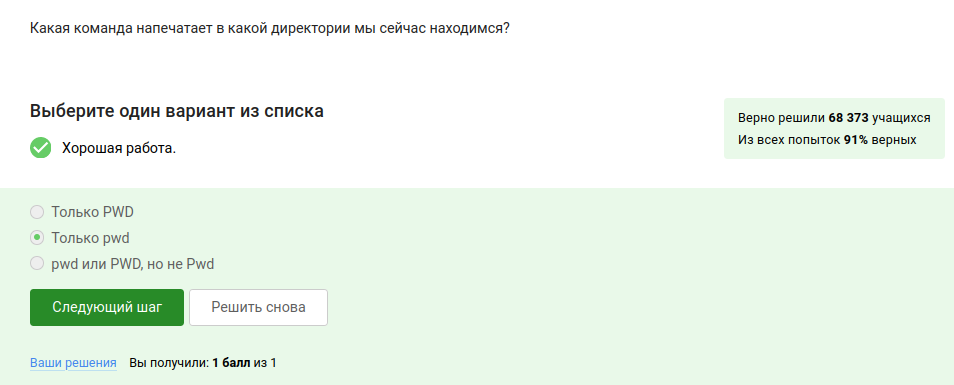 Какая команда напечатает в какой директории мы сейчас находимся?
Выберите один вариант из списка
Хорошая работа.
Верно решили 68 373 учащихся
Из всех попыток 91% верных
Только PWD
Только pwd
pwd или PWD, но не Pwd
Следующий шаг
Решить снова
Ваши решения Вы получили: 1 балл из 1